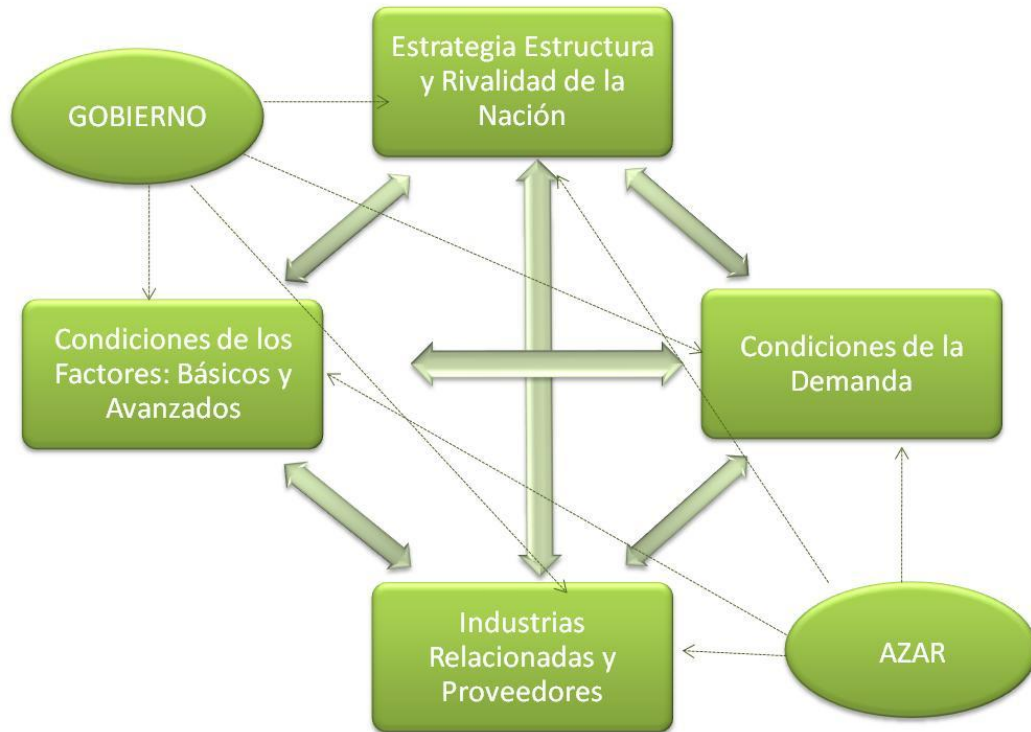 Estrategia Estructura
y Rivalidad de la
Nación
GOBIERNO
Condiciones de los
Factores: Básicos y
Avanzados
Condiciones de la
Demanda
Industrias
Relacionadas y
Proveedores
AZAR